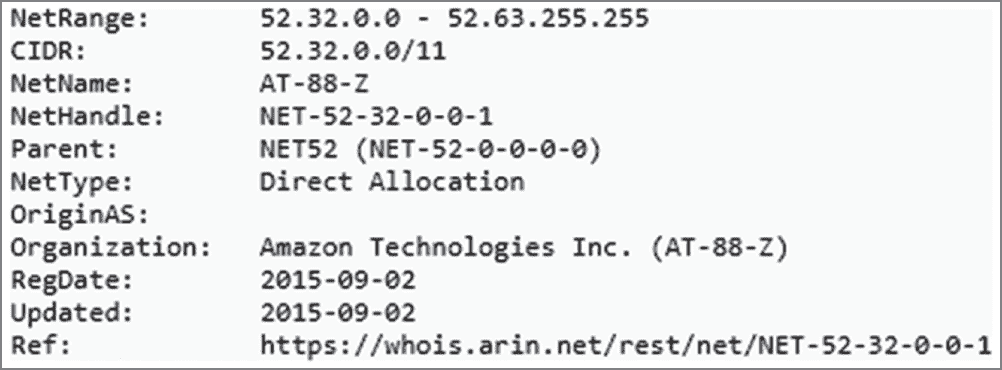 NetRange: 52.32.0.0 - 52.63.255.255
CIDR: 52.32.0.0/11
NetName: AT-88-Z
NetHandle: NET-52-32-0-0-1
Parent: NET52 (NET-52-0-0-0-0)
NetType: Direct Allocation
OriginAS:
Organization: Amazon Technologies Inc. (AT-88-Z)
RegDate: 2015-09-02
Updated: 2015-09-02
Ref: https://whois.arin.net/rest/net/NET-52-32-0-0-1